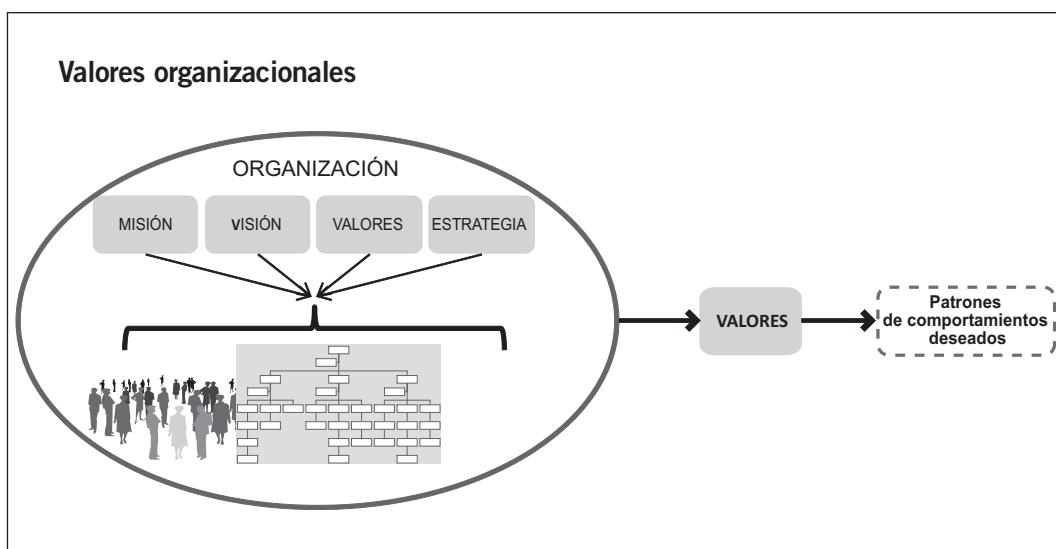 Valores organizacionales
ORGANIZACIÓN
MISIÓN
VISIÓN
VALORES
ESTRATEGIA
VALORES
Patrones
de comportamientos
deseados